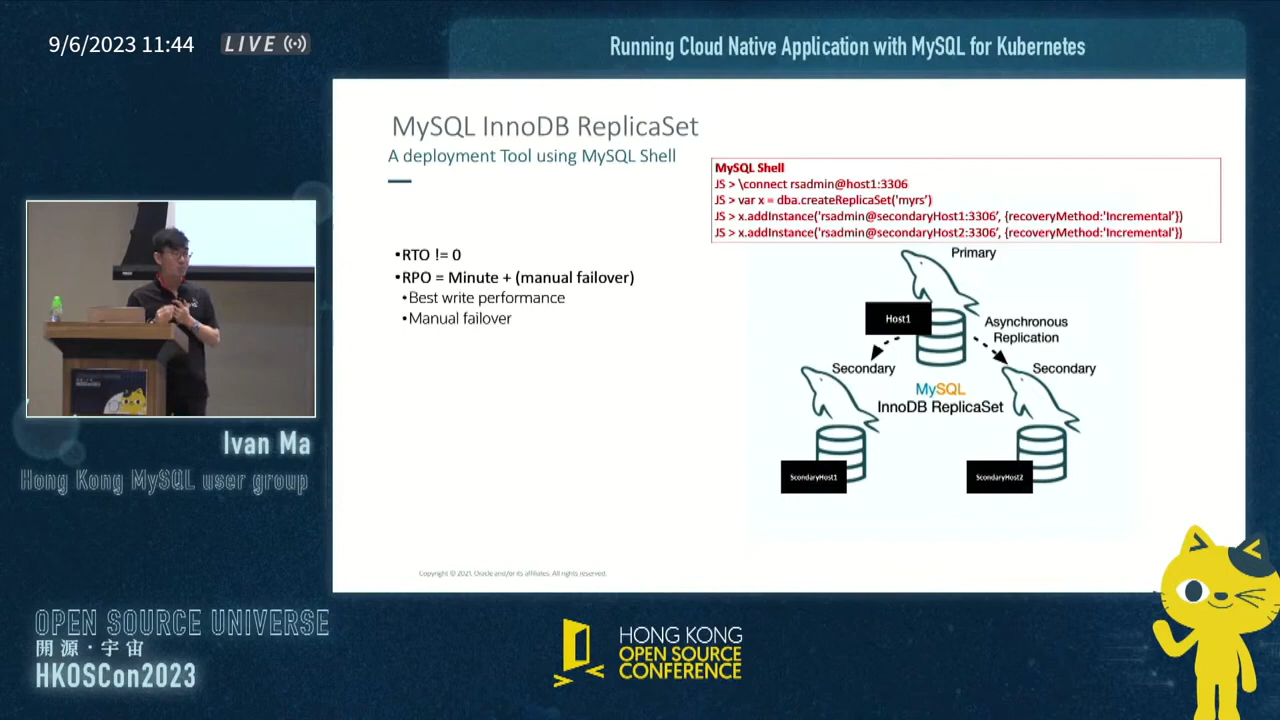 9/6/2023 11:44
LIVE
Running Cloud Native Application with MySQL for Kubernetes
MySQL InnoDB ReplicaSet
A deployment Tool using MySQL Shell
MySQL Shell
JS > \connect rsadmin@host1:3306
JS > var x = dba.createReplicaSet('myrs')
JS > x.addInstance('rsadmin@secondaryHost1:3306', {recoveryMethod:'Incremental'})
JS > x.addInstance('rsadmin@secondaryHost2:3306', {recoveryMethod:'Incremental'})
•RTO != 0
•RPO = Minute + (manual failover)
•Best write performance
•Manual failover
Primary
Host1
Asynchronous
Replication
Secondary
Secondary
MySQL
InnoDB ReplicaSet
ScondaryHost1
ScondaryHost2
Copyright © 2021, Oracle and/or its affiliates. All rights reserved.
Ivan Ma
Hong Kong MySQL user group
OPEN SOURCE UNIVERSE
開源·宇宙
HKOSCon2023
HONG KONG
OPEN SOURCE
CONFERENCE